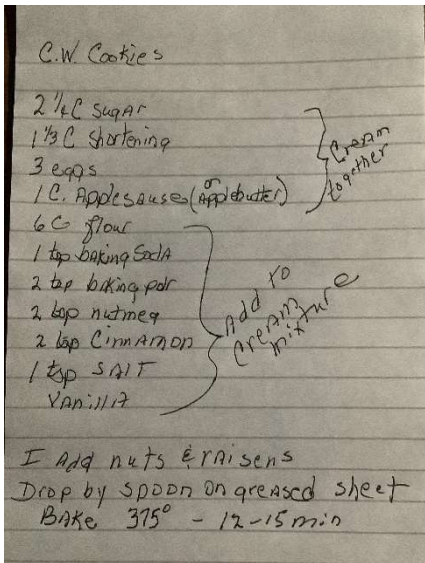 C.W. Cookies
2 1/4 C sugar
1 1/3 C shortening
3 eggs
1 C. Applesause (or Applebutter)
Cream together
6 C flour
1 tsp baking soda
2 tsp baking pdr
2 tsp nutmeg
2 tsp Cinnamon
1 tsp SAlT
Vanilla
Add to
Cream
mixture
I Add nuts & raisens
Drop by spoon on greased sheet
BAKe 375° - 12-15 min